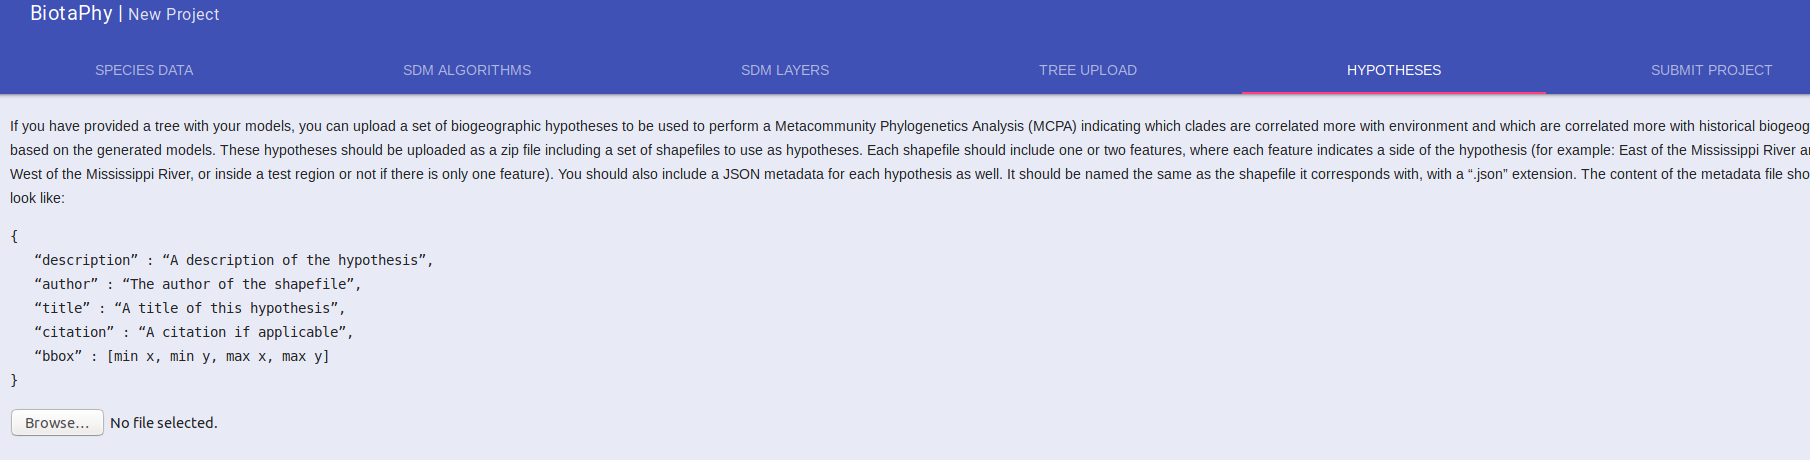 BiotaPhy | New Project
SPECIES DATA SDM ALGORITHMS SDM LAYERS TREE UPLOAD HYPOTHESES SUBMIT PROJECT
If you have provided a tree with your models, you can upload a set of biogeographic hypotheses to be used to perform a Metacommunity Phylogenetics Analysis (MCPA) indicating which clades are correlated more with environment and which are correlated more with historical
based on the generated models. These hypotheses should be uploaded as a zip file including a set of shapefiles to use as hypotheses. Each shapefile should include one or two features, where each feature indicates a side of the hypothesis (for example: East of the Mississippi River
West of the Mississippi River, or inside a test region or not if there is only one feature). You should also include a JSON metadata for each hypothesis as well. It should be named the same as the shapefile it corresponds with, with a “.json” extension. The content of the metadata file
look like:
{
“description” : “A description of the hypothesis”,
“author” : “The author of the shapefile”,
“title” : “A title of this hypothesis”,
“citation” : “A citation if applicable”,
“bbox” : [min x, min y, max x, max y]
}
Browse... No file selected.